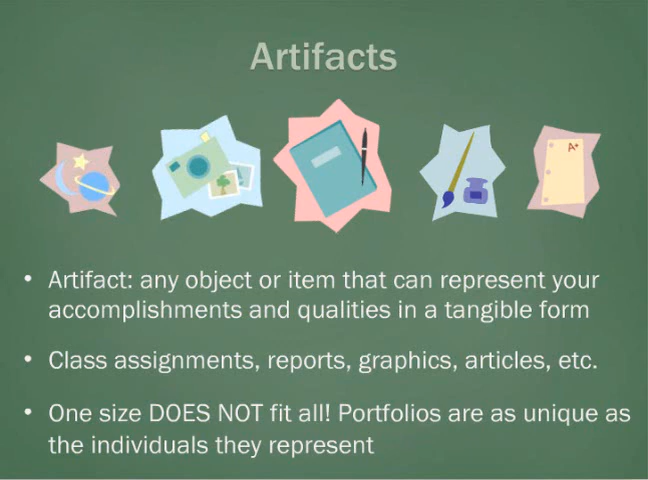 Artifacts
A+
• Artifact: any object or item that can represent your
accomplishments and qualities in a tangible form
• Class assignments, reports, graphics, articles, etc.
• One size DOES NOT fit all! Portfolios are as unique as
the individuals they represent